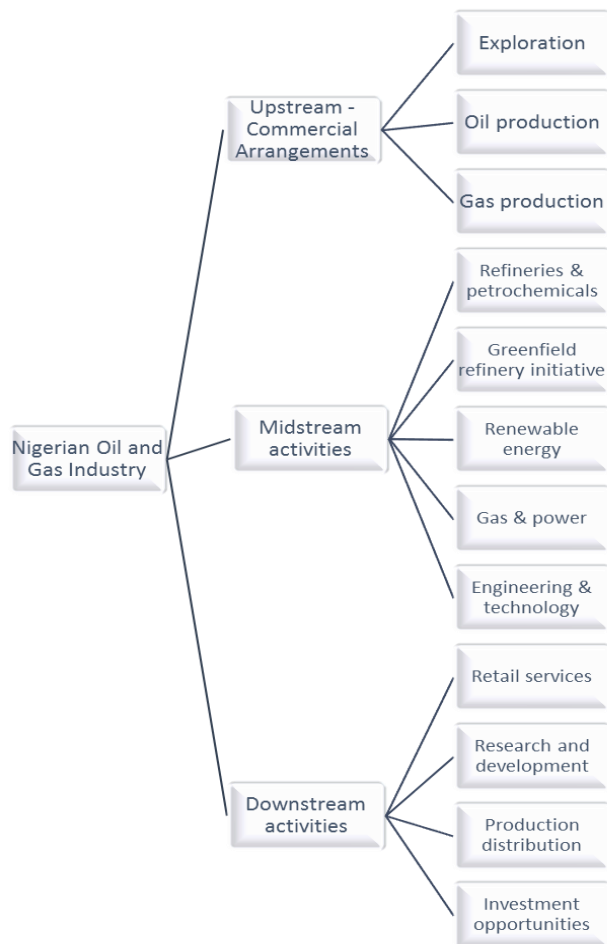 Exploration
Upstream -
Commercial
Arrangements
Oil production
Gas production
Refineries &
petrochemicals
Greenfield
refinery initiative
Nigerian Oil and
Gas Industry
Midstream
activities
Renewable
energy
Gas & power
Engineering &
technology
Retail services
Research and
development
Downstream
activities
Production
distribution
Investment
opportunities